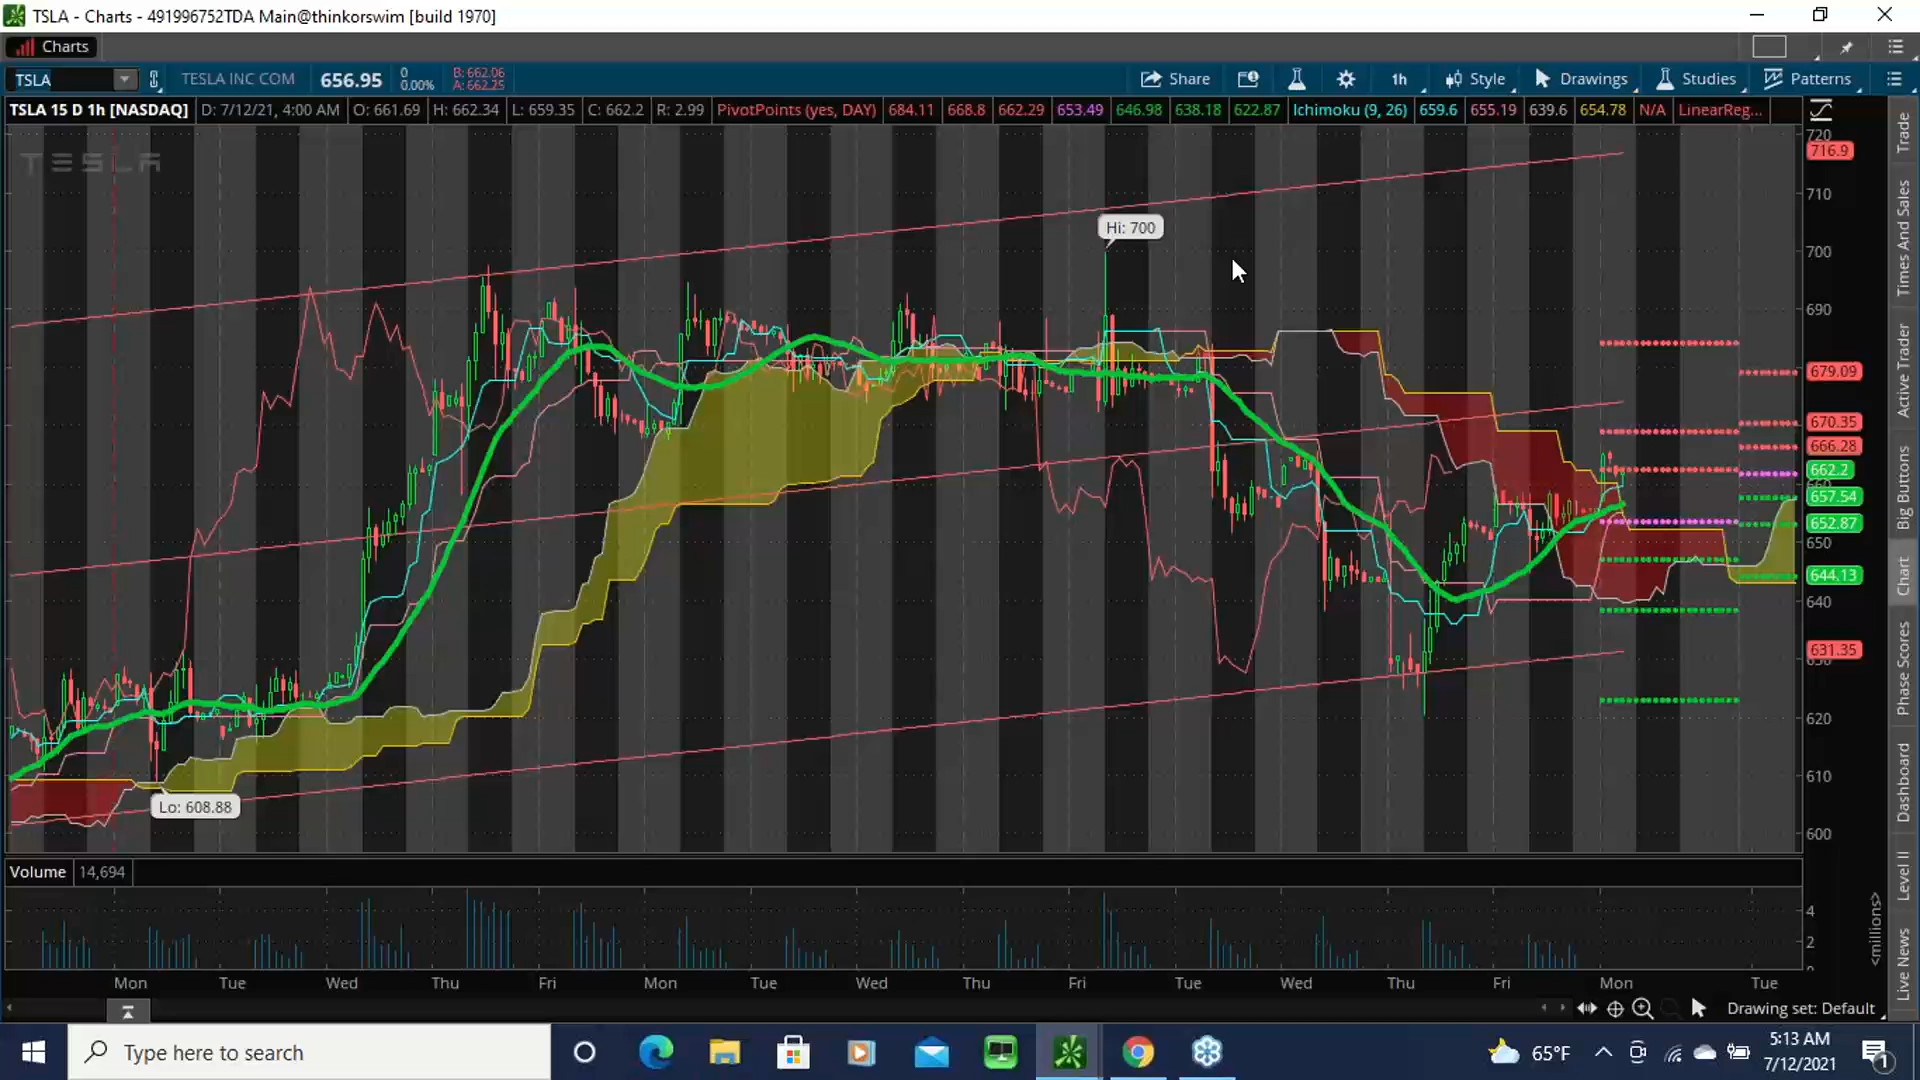 TSLA - Charts - 491996752TDA Main@thinkorswim [build 1970]
Charts
TSLA TESLA INC COM 656.95 0 0.00% B: 662.06 A: 662.25 Share 1h Style Drawings Studies Patterns
TSLA 15 D 1h [NASDAQ] D: 7/12/21, 4:00 AM O: 661.69 H: 662.34 L: 659.35 C: 662.2 R: 2.99 PivotPoints (yes, DAY) 684.11 668.8 662.29 653.49 646.98 638.18 622.87 Ichimoku (9, 26) 659.6 655.19 639.6 654.78 N/A LinearReg...
TESLA
Hi: 700
Lo: 608.88
720
716.9
710
700
690
679.09
670.35
666.28
662.2
657.54
652.87
650
644.13
640
631.35
620
610
600
Volume 14,694
4
2
<millions>
Mon Tue Wed Thu Fri Mon Tue Wed Thu Fri Tue Wed Thu Fri Mon Tue
Drawing set: Default
Trade
Times And Sales
Active Trader
Big Buttons
Chart
Phase Scores
Dashboard
Level II
Live News
Type here to search
65°F
5:13 AM
7/12/2021
1